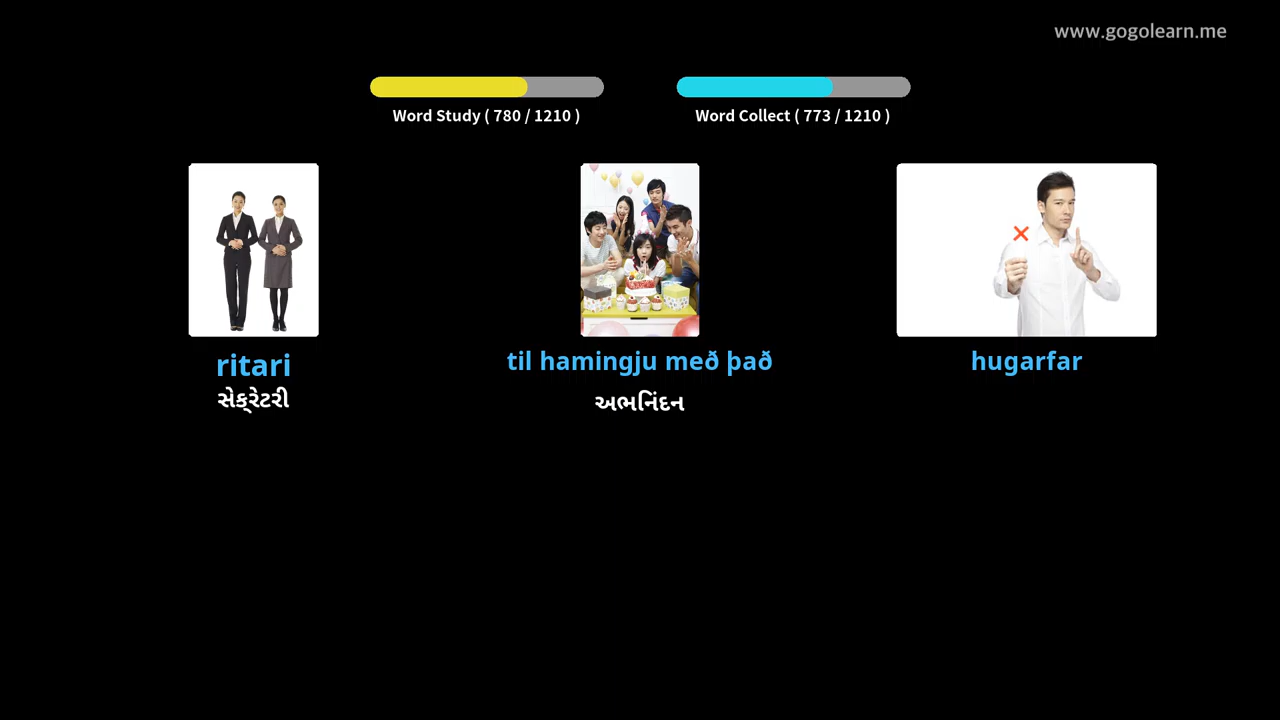 www.gogolearn.me
Word Study ( 780 / 1210 )
Word Collect ( 773 / 1210 )
ritari
સેક્રેટરી
til hamingju með það
અભિનંદન
hugarfar